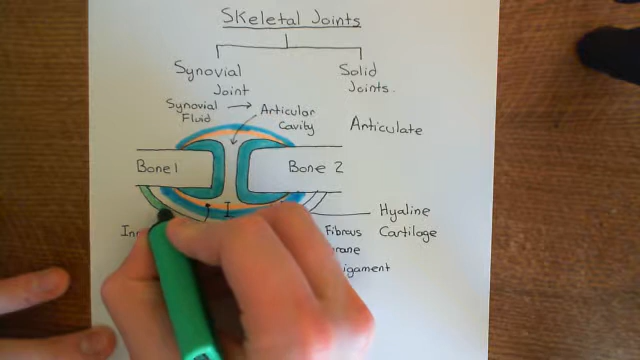 Skeletal Joints
Synovial
Joint
Solid
Joints.
Synovial
Fluid
Articular
Cavity
Articulate
Bone 1
Bone 2
Hyaline
Cartilage
Fibrous